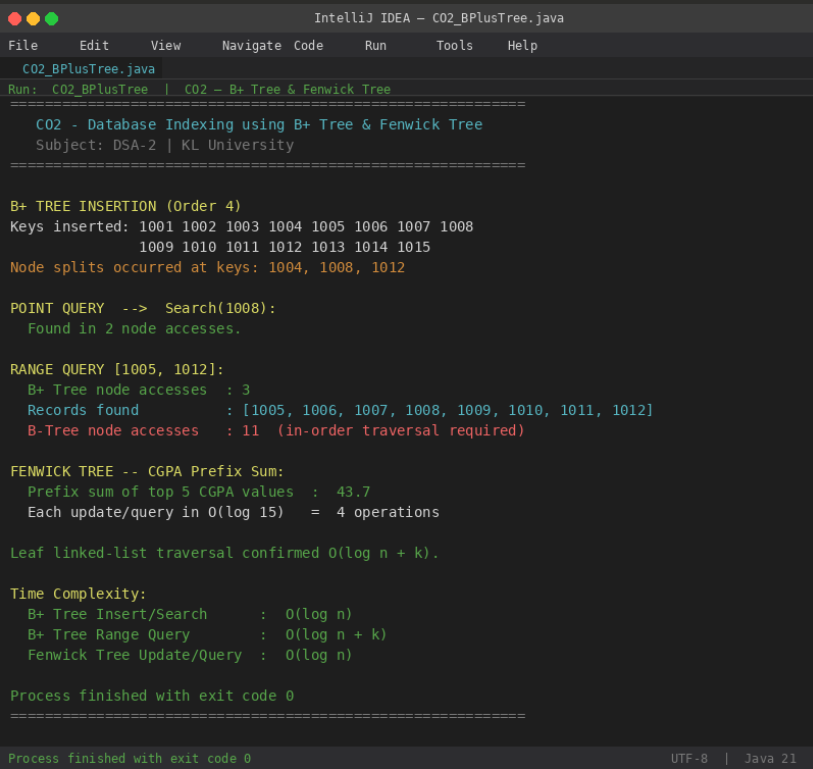 IntelliJ IDEA — CO2_BPlusTree.java
File Edit View Navigate Code Run Tools Help
CO2_BPlusTree.java
Run: CO2_BPlusTree | CO2 — B+ Tree & Fenwick Tree
============================================================
CO2 - Database Indexing using B+ Tree & Fenwick Tree
Subject: DSA-2 | KL University
============================================================
B+ TREE INSERTION (Order 4)
Keys inserted: 1001 1002 1003 1004 1005 1006 1007 1008
1009 1010 1011 1012 1013 1014 1015
Node splits occurred at keys: 1004, 1008, 1012
POINT QUERY --> Search(1008):
Found in 2 node accesses.
RANGE QUERY [1005, 1012]:
B+ Tree node accesses : 3
Records found : [1005, 1006, 1007, 1008, 1009, 1010, 1011, 1012]
B-Tree node accesses : 11 (in-order traversal required)
FENWICK TREE -- CGPA Prefix Sum:
Prefix sum of top 5 CGPA values : 43.7
Each update/query in O(log 15) = 4 operations
Leaf linked-list traversal confirmed O(log n + k).
Time Complexity:
B+ Tree Insert/Search : O(log n)
B+ Tree Range Query : O(log n + k)
Fenwick Tree Update/Query : O(log n)
Process finished with exit code 0
============================================================
Process finished with exit code 0 UTF-8 | Java 21